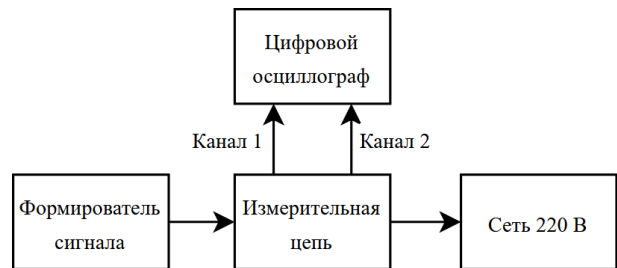 Цифровой
осциллограф
Канал 1
Канал 2
Формирователь
сигнала
Измерительная
цепь
Сеть 220 В